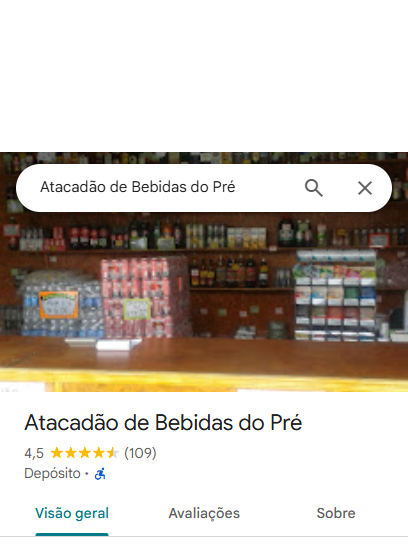 Atacadão de Bebidas do Pré
Atacadão de Bebidas do Pré
4,5 (109)
Depósito ·
Visão geral Avaliações Sobre